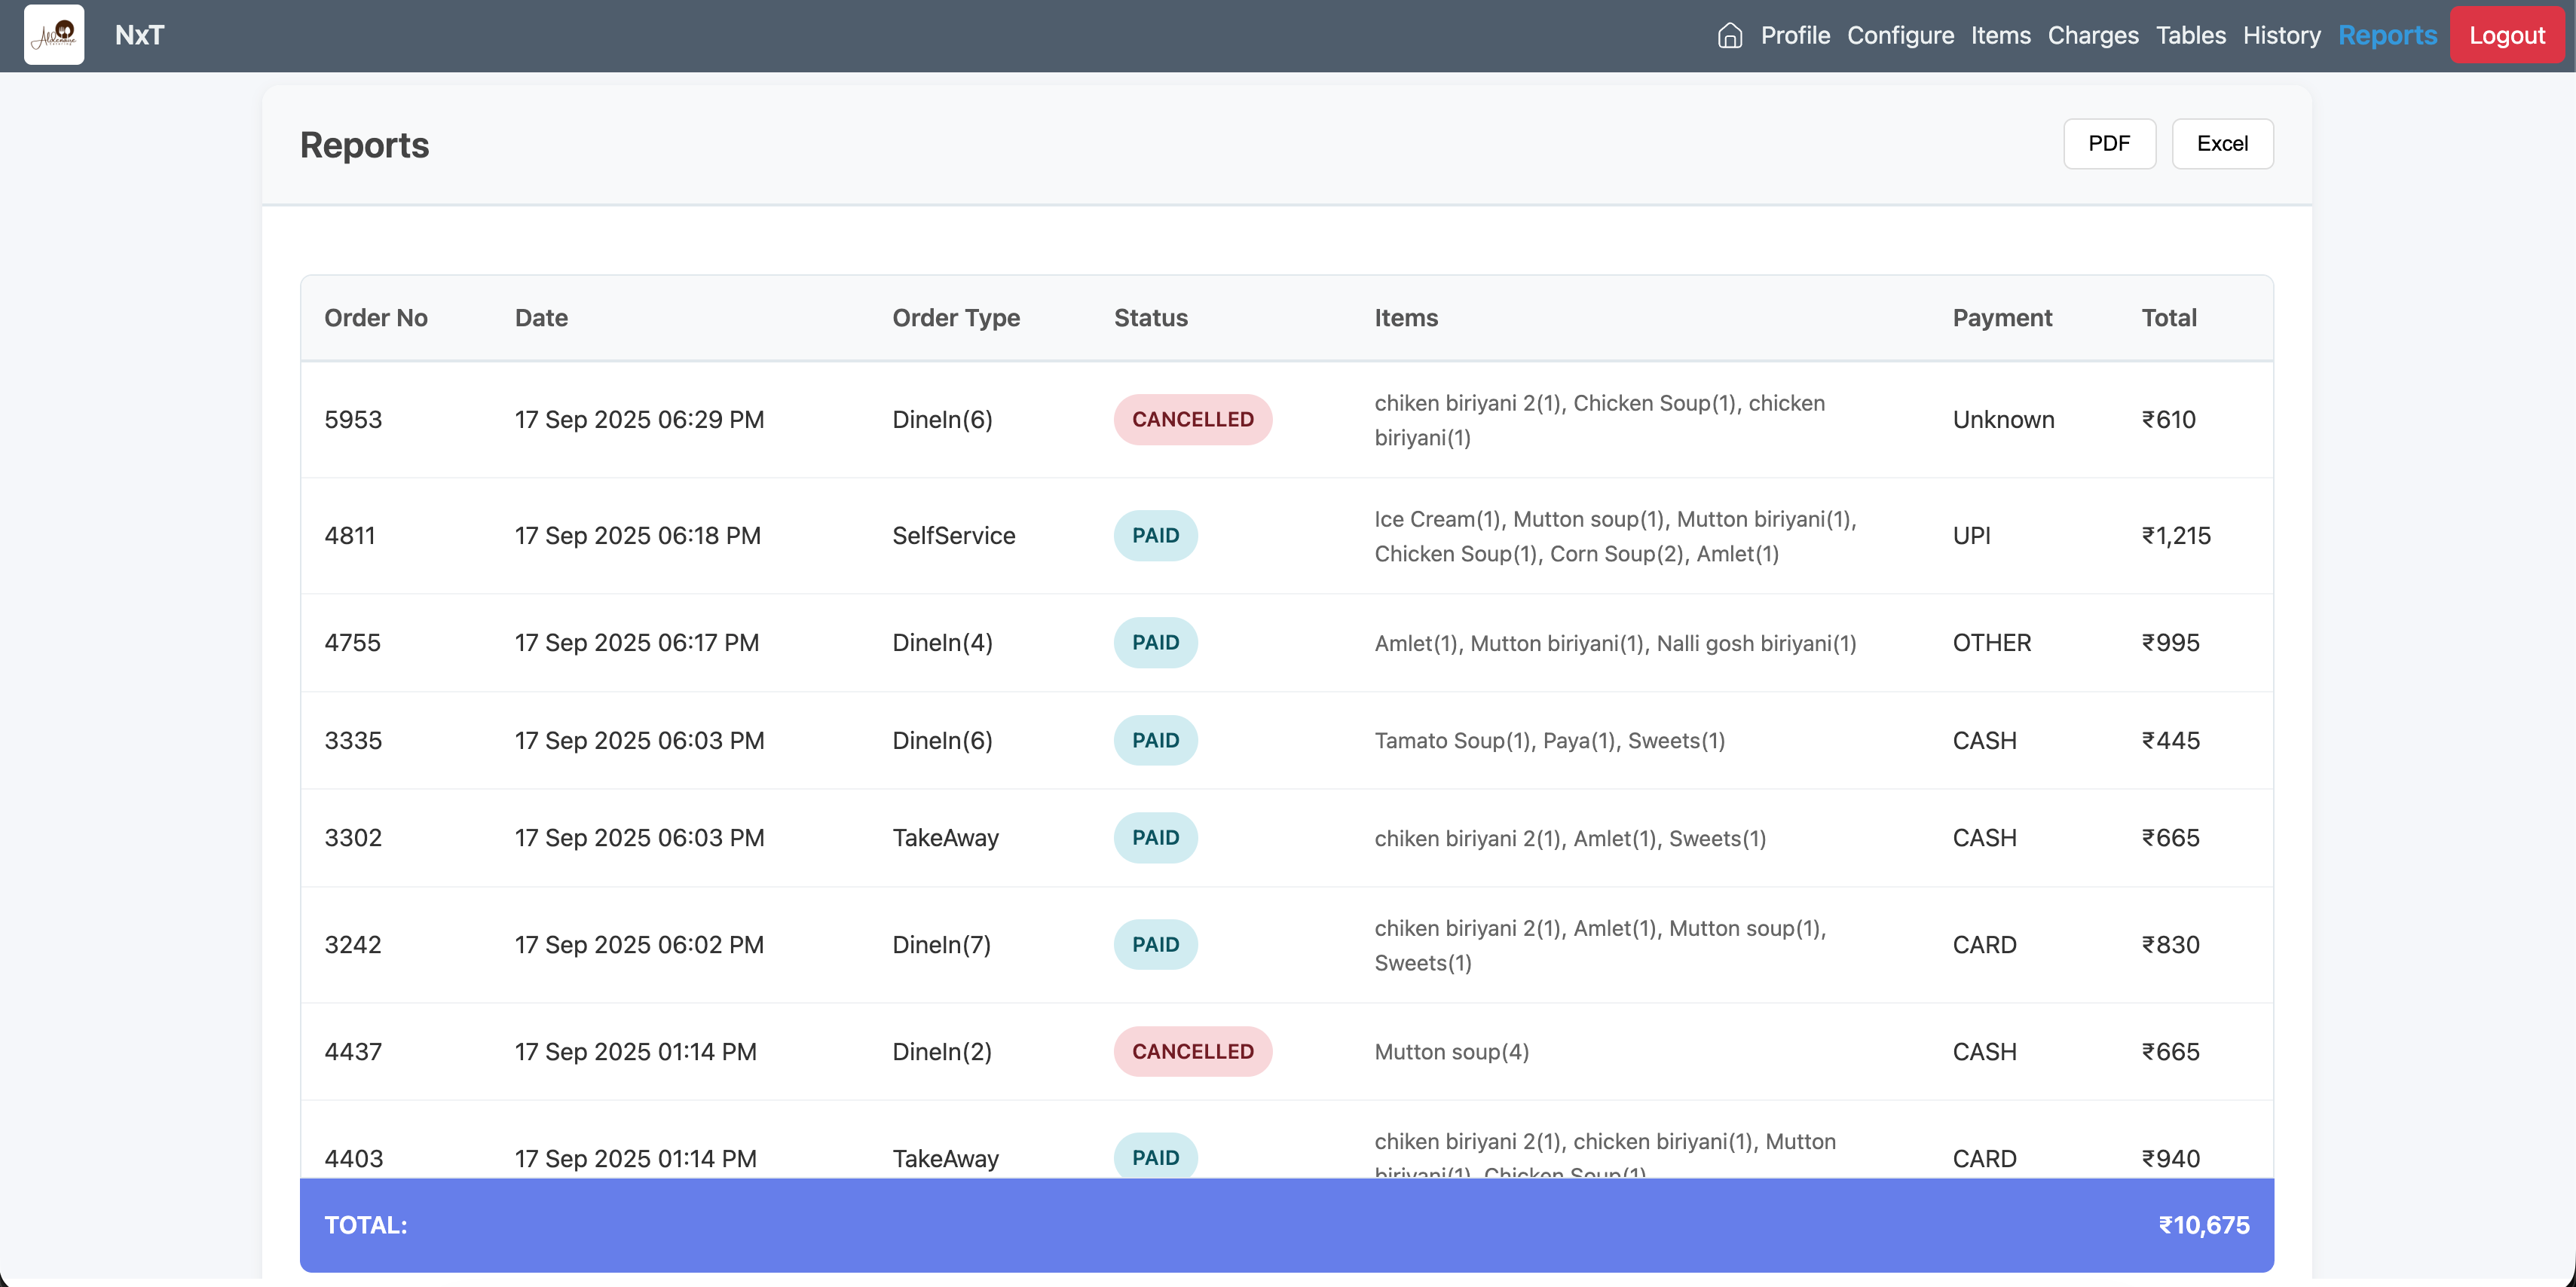 NxT
Profile Configure Items Charges Tables History Reports Logout
Reports
PDF Excel
Order No Date Order Type Status Items Payment Total
5953 17 Sep 2025 06:29 PM DineIn(6) CANCELLED chiken biriyani 2(1), Chicken Soup(1), chicken Unknown ₹610
biriyani(1)
4811 17 Sep 2025 06:18 PM SelfService PAID Ice Cream(1), Mutton soup(1), Mutton biriyani(1), UPI ₹1,215
Chicken Soup(1), Corn Soup(2), Amlet(1)
4755 17 Sep 2025 06:17 PM DineIn(4) PAID Amlet(1), Mutton biriyani(1), Nalli gosh biriyani(1) OTHER ₹995
3335 17 Sep 2025 06:03 PM DineIn(6) PAID Tamato Soup(1), Paya(1), Sweets(1) CASH ₹445
3302 17 Sep 2025 06:03 PM TakeAway PAID chiken biriyani 2(1), Amlet(1), Sweets(1) CASH ₹665
3242 17 Sep 2025 06:02 PM DineIn(7) PAID chiken biriyani 2(1), Amlet(1), Mutton soup(1), CARD ₹830
Sweets(1)
4437 17 Sep 2025 01:14 PM DineIn(2) CANCELLED Mutton soup(4) CASH ₹665
4403 17 Sep 2025 01:14 PM TakeAway PAID chiken biriyani 2(1), chicken biriyani(1), Mutton CARD ₹940
biriyani(1), Chicken Soup(1)
TOTAL: ₹10,675